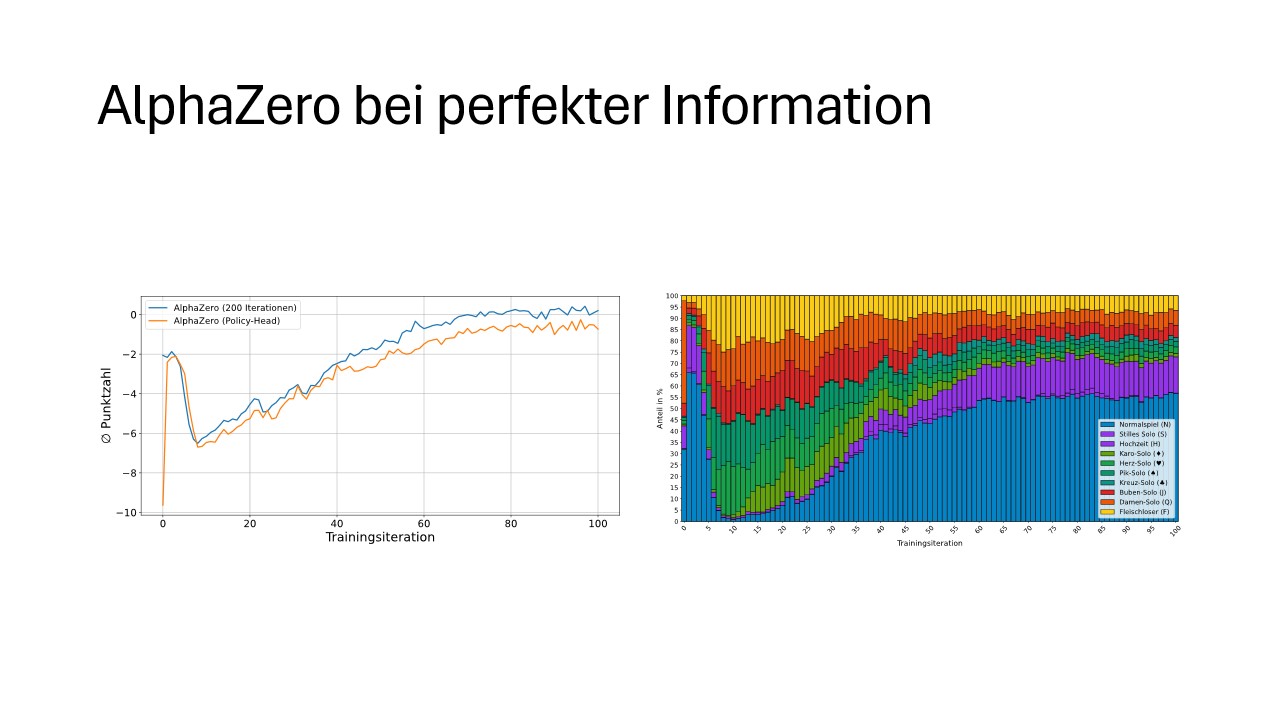 AlphaZero bei perfekter Information
AlphaZero (200 Iterationen)
AlphaZero (Policy-Head)
0
−2
−4
−6
−8
−10
∅ Punktzahl
0 20 40 60 80 100
Trainingsiteration
100
95
90
85
80
75
70
65
60
55
50
45
40
35
30
25
20
15
10
5
0
Anteil in %
Normalspiel (N)
Stilles Solo (S)
Hochzeit (H)
Karo-Solo (♦)
Herz-Solo (♥)
Pik-Solo (♠)
Kreuz-Solo (♣)
Buben-Solo (J)
Damen-Solo (Q)
Fleischloser (F)
0 5 10 15 20 25 30 35 40 45 50 55 60 65 70 75 80 85 90 95 100
Trainingsiteration